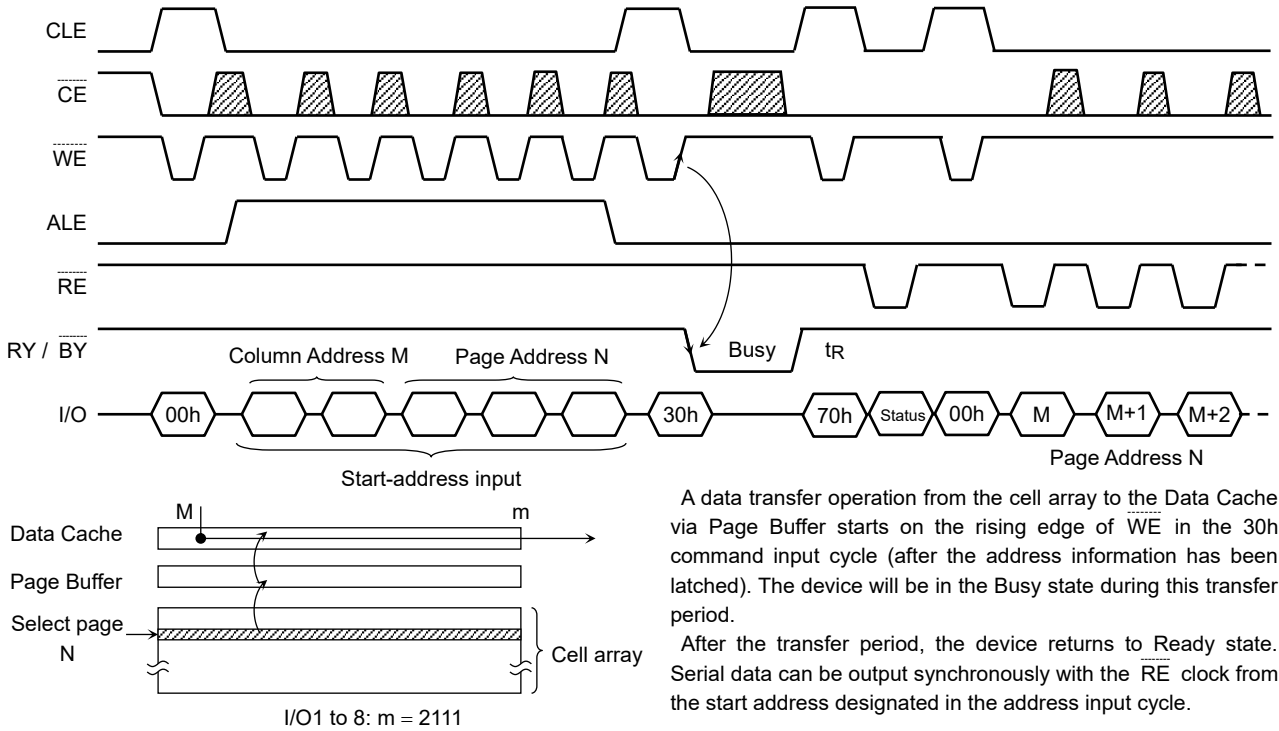 CLE
CE
WE
ALE
RE
RY / BY
Column Address M
Page Address N
Busy
tR
I/O
00h
30h
70h
Status
00h
M
M+1
M+2
Start-address input
Page Address N
M
m
Data Cache
Page Buffer
Select page
N
Cell array
I/O1 to 8: m = 2111
A data transfer operation from the cell array to the Data Cache
via Page Buffer starts on the rising edge of WE in the 30h
command input cycle (after the address information has been
latched). The device will be in the Busy state during this transfer
period.
After the transfer period, the device returns to Ready state.
Serial data can be output synchronously with the RE clock from
the start address designated in the address input cycle.